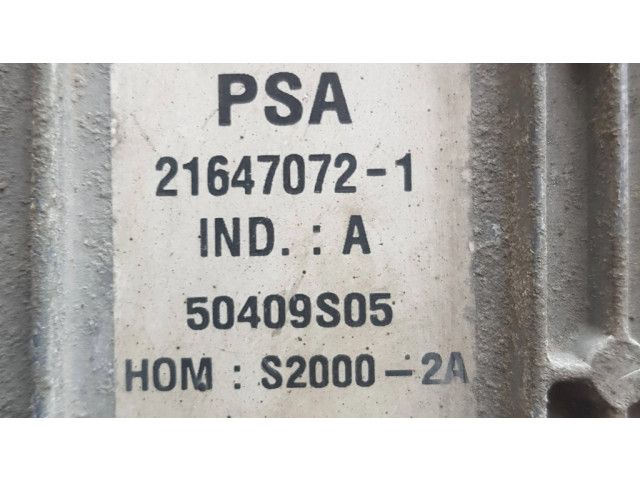 PSA
21647072-1
IND. : A
50409S05
HOM : S2000-2A